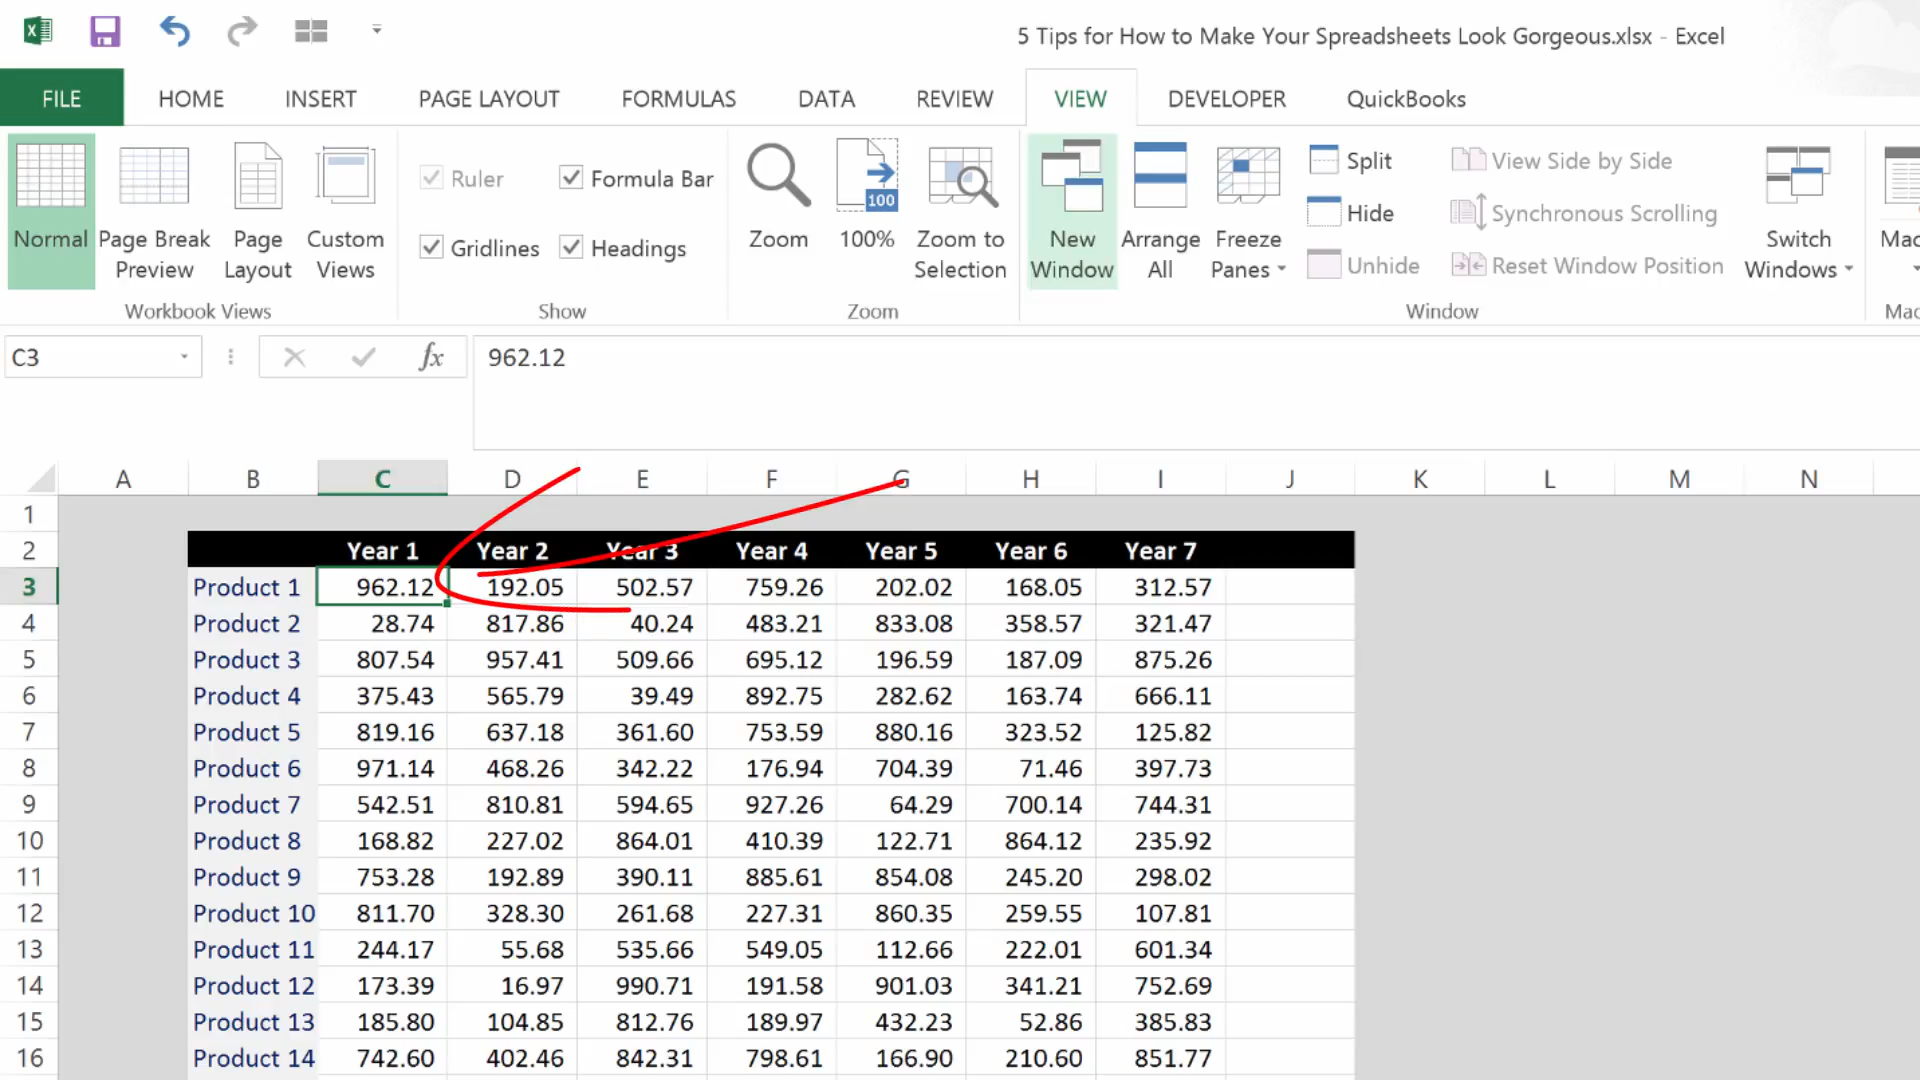 5 Tips for How to Make Your Spreadsheets Look Gorgeous.xlsx - Excel
FILE HOME INSERT PAGE LAYOUT FORMULAS DATA REVIEW VIEW DEVELOPER QuickBooks
Normal
Page Break Preview
Page Layout
Custom Views
Workbook Views
Ruler
Formula Bar
Gridlines
Headings
Show
Zoom
100
100%
Zoom to Selection
Zoom
New Window
Arrange All
Freeze Panes
Split
Hide
Unhide
View Side by Side
Synchronous Scrolling
Reset Window Position
Window
Switch Windows
Mac
Mac
C3 fx 962.12
A B C D E F G H I J K L M N
1
2 Year 1 Year 2 Year 3 Year 4 Year 5 Year 6 Year 7
3 Product 1 962.12 192.05 502.57 759.26 202.02 168.05 312.57
4 Product 2 28.74 817.86 40.24 483.21 833.08 358.57 321.47
5 Product 3 807.54 957.41 509.66 695.12 196.59 187.09 875.26
6 Product 4 375.43 565.79 39.49 892.75 282.62 163.74 666.11
7 Product 5 819.16 637.18 361.60 753.59 880.16 323.52 125.82
8 Product 6 971.14 468.26 342.22 176.94 704.39 71.46 397.73
9 Product 7 542.51 810.81 594.65 927.26 64.29 700.14 744.31
10 Product 8 168.82 227.02 864.01 410.39 122.71 864.12 235.92
11 Product 9 753.28 192.89 390.11 885.61 854.08 245.20 298.02
12 Product 10 811.70 328.30 261.68 227.31 860.35 259.55 107.81
13 Product 11 244.17 55.68 535.66 549.05 112.66 222.01 601.34
14 Product 12 173.39 16.97 990.71 191.58 901.03 341.21 752.69
15 Product 13 185.80 104.85 812.76 189.97 432.23 52.86 385.83
16 Product 14 742.60 402.46 842.31 798.61 166.90 210.60 851.77